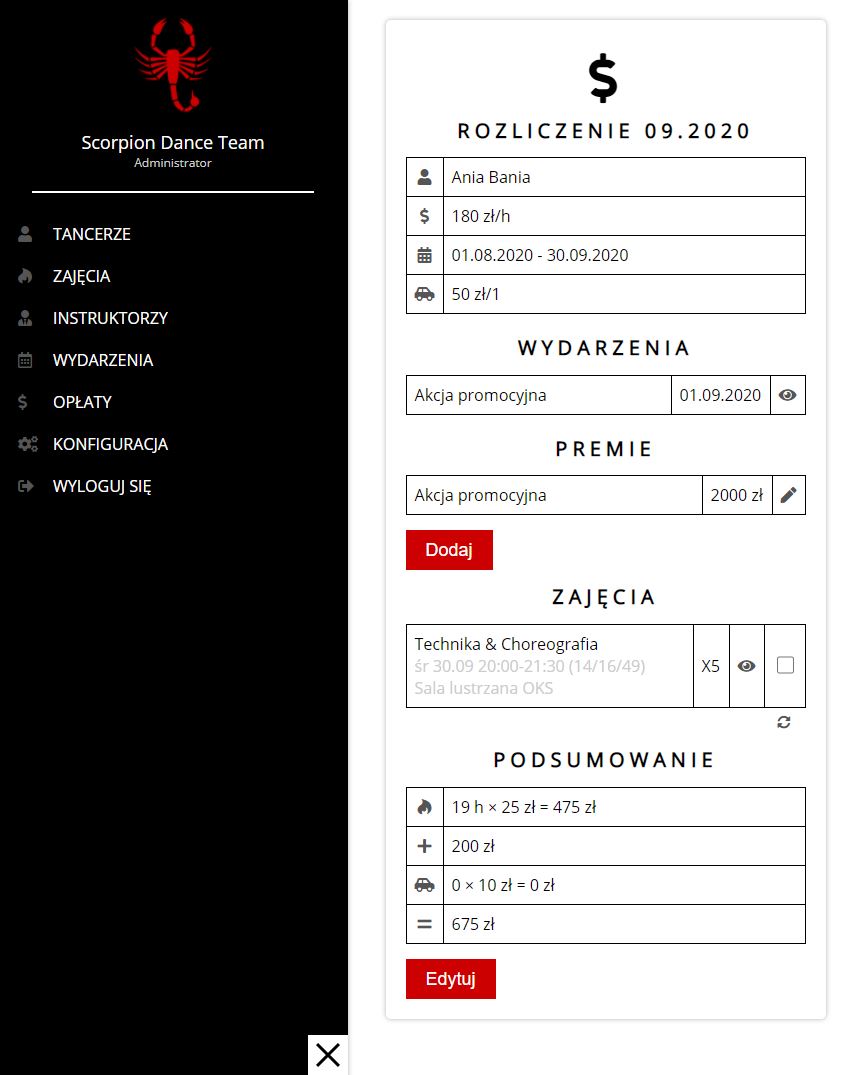 Scorpion Dance Team
Administrator
TANCERZE
ZAJĘCIA
INSTRUKTORZY
WYDARZENIA
OPŁATY
KONFIGURACJA
WYLOGUJ SIĘ
ROZLICZENIE 09.2020
Ania Bania
180 zł/h
01.08.2020 - 30.09.2020
50 zł/1
WYDARZENIA
Akcja promocyjna 01.09.2020
PREMIE
Akcja promocyjna 2000 zł
Dodaj
ZAJĘCIA
Technika & Choreografia
śr 30.09 20:00-21:30 (14/16/49)
Sala lustrzana OKS
X5
PODSUMOWANIE
19 h × 25 zł = 475 zł
200 zł
0 × 10 zł = 0 zł
675 zł
Edytuj